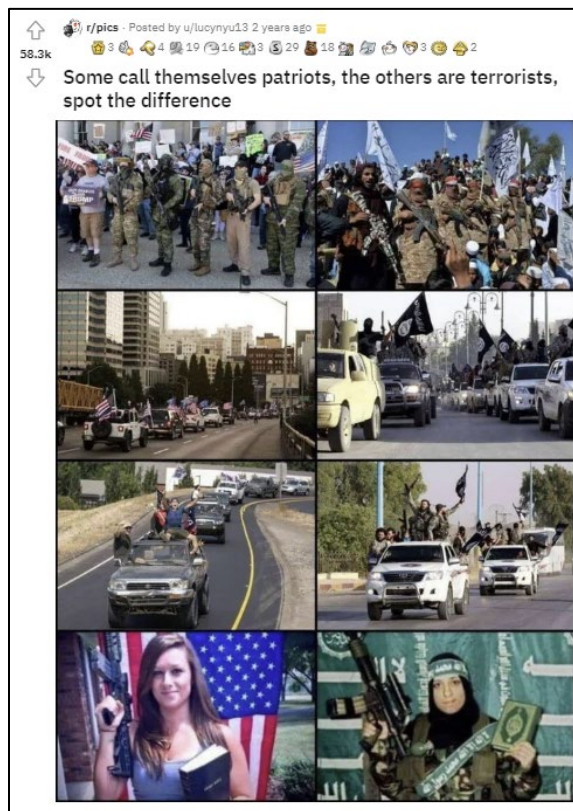 58.3k
r/pics · Posted by u/lucynyu13 2 years ago
3 4 19 16 3 29 18 3 2
Some call themselves patriots, the others are terrorists,
spot the difference
TRUMP